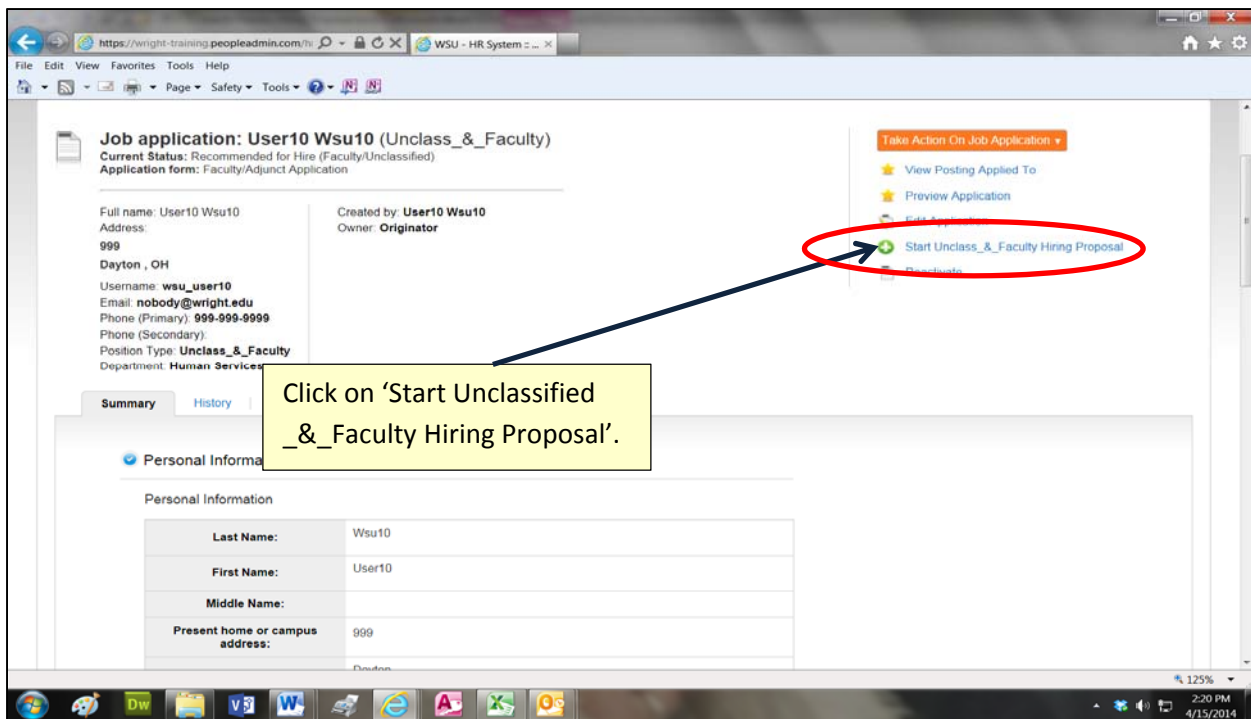 https://wright-training.peopleadmin.com/h
WSU - HR System :: ...
File Edit View Favorites Tools Help
Page Safety Tools
Job application: User10 Wsu10 (Unclass_&_Faculty)
Current Status: Recommended for Hire (Faculty/Unclassified)
Application form: Faculty/Adjunct Application
Full name: User10 Wsu10
Address:
999
Dayton , OH
Username: wsu_user10
Email: nobody@wright.edu
Phone (Primary): 999-999-9999
Phone (Secondary):
Position Type: Unclass_&_Faculty
Department: Human Services
Created by: User10 Wsu10
Owner: Originator
Take Action On Job Application
View Posting Applied To
Preview Application
Edit Application
Start Unclass_&_Faculty Hiring Proposal
Reactivate
Click on ‘Start Unclassified
_&_Faculty Hiring Proposal’.
Summary History
Personal Informa
Personal Information
Last Name: Wsu10
First Name: User10
Middle Name:
Present home or campus
address: 999
Dayton
125%
Dw
2:20 PM
4/15/2014